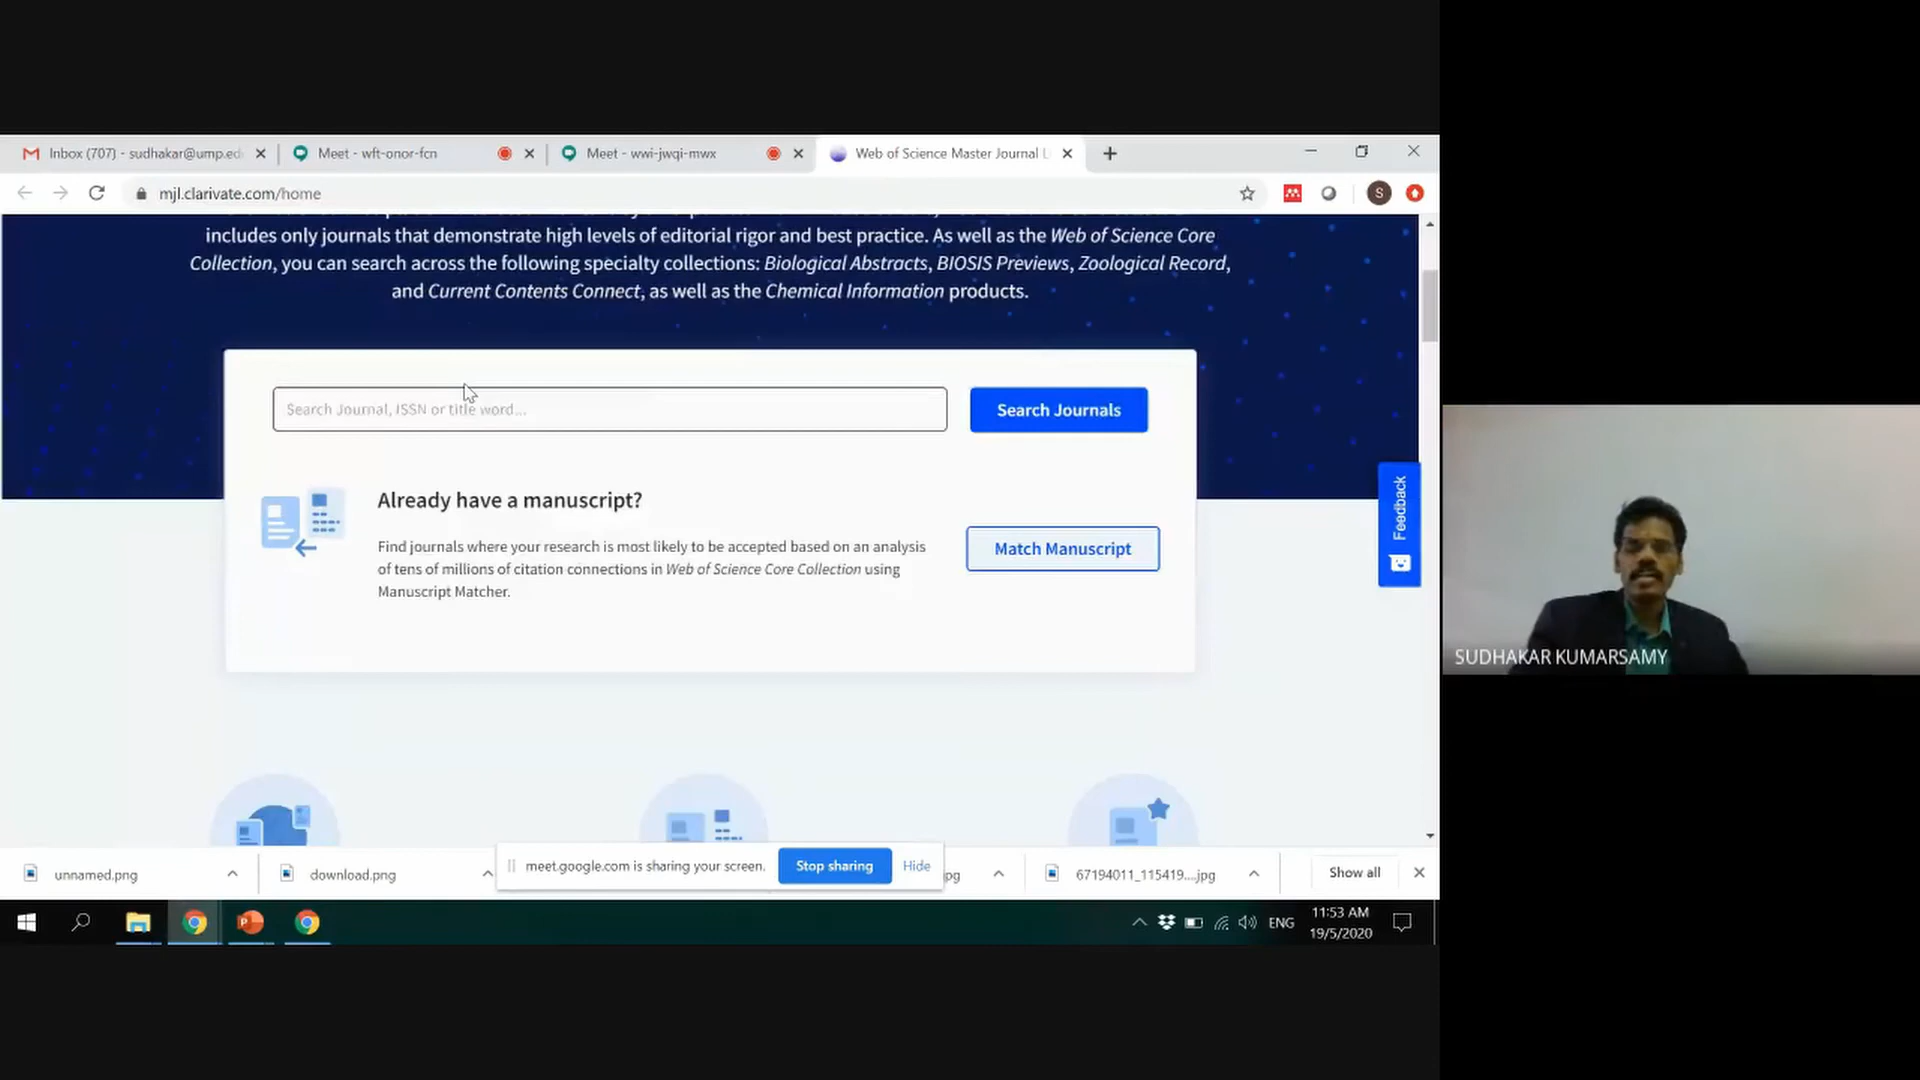 Inbox (707) - sudhakar@ump.ed
Meet - wft-onor-fcn
Meet - wwi-jwqi-mwx
Web of Science Master Journal L
mjl.clarivate.com/home
S
includes only journals that demonstrate high levels of editorial rigor and best practice. As well as the Web of Science Core
Collection, you can search across the following specialty collections: Biological Abstracts, BIOSIS Previews, Zoological Record,
and Current Contents Connect, as well as the Chemical Information products.
Search Journal, ISSN or title word...
Search Journals
Already have a manuscript?
Find journals where your research is most likely to be accepted based on an analysis
of tens of millions of citation connections in Web of Science Core Collection using
Manuscript Matcher.
Match Manuscript
Feedback
SUDHAKAR KUMARSAMY
unnamed.png
download.png
meet.google.com is sharing your screen.
Stop sharing
Hide
pg
67194011_115419....jpg
Show all
ENG
11:53 AM
19/5/2020